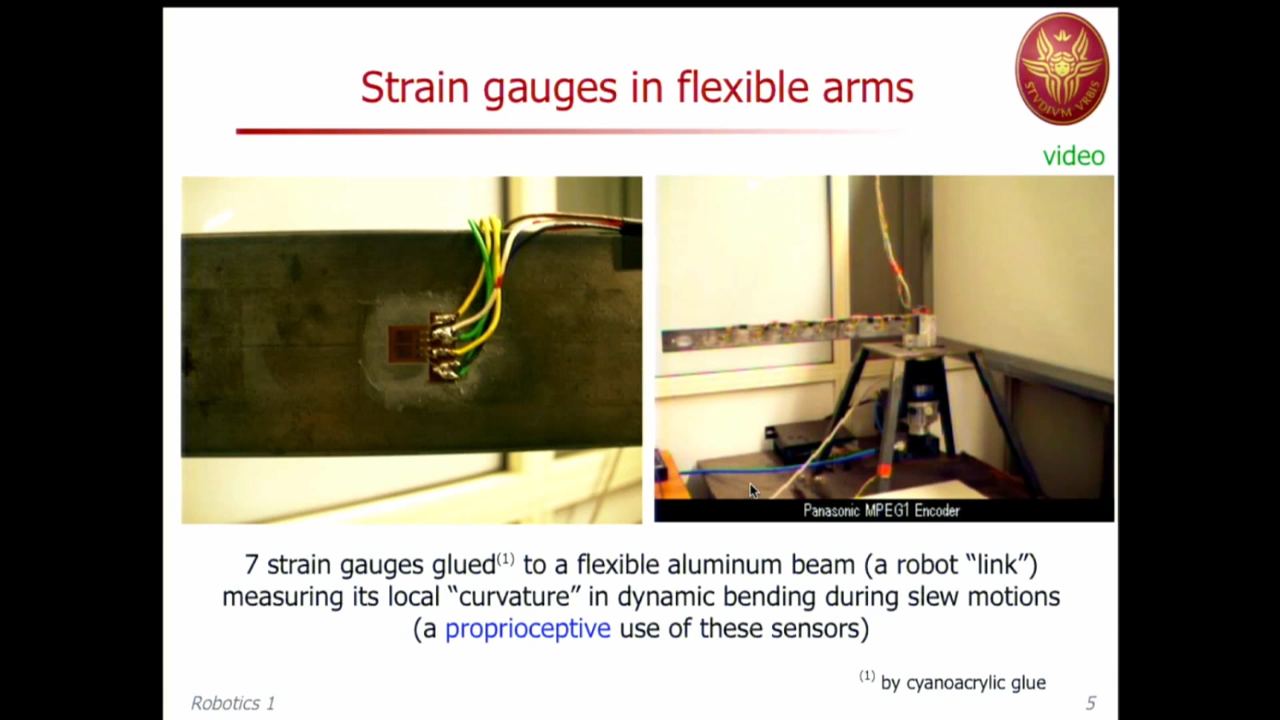 Strain gauges in flexible arms
STVDIVM VRBIS
video
Panasonic MPEG1 Encoder
7 strain gauges glued(1) to a flexible aluminum beam (a robot “link”)
measuring its local “curvature” in dynamic bending during slew motions
(a proprioceptive use of these sensors)
(1) by cyanoacrylic glue
Robotics 1
5